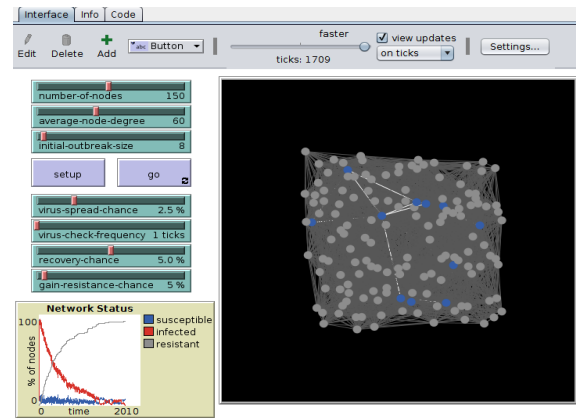 Interface Info Code
Edit Delete Add
abc Button
faster
ticks: 1709
view updates
on ticks
Settings...
number-of-nodes 150
average-node-degree 60
initial-outbreak-size 8
setup go
virus-spread-chance 2.5 %
virus-check-frequency 1 ticks
recovery-chance 5.0 %
gain-resistance-chance 5 %
Network Status
100
% of nodes
0
0 time 2010
susceptible
infected
resistant